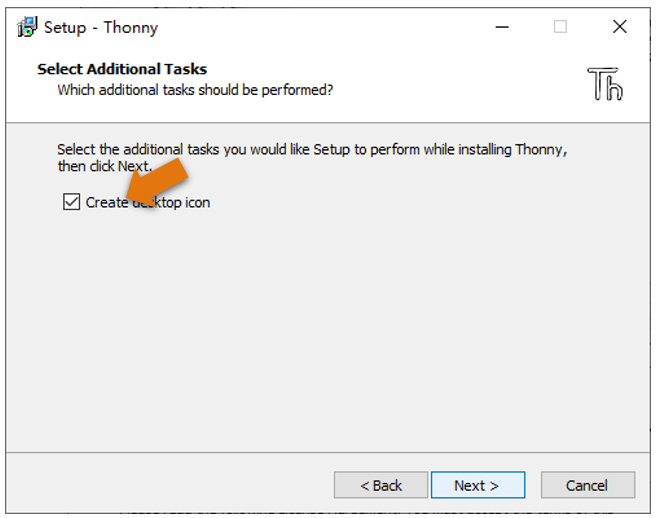 Setup - Thonny
Select Additional Tasks
Which additional tasks should be performed?
Th
Select the additional tasks you would like Setup to perform while installing Thonny,
then click Next.
Create desktop icon
< Back
Next >
Cancel